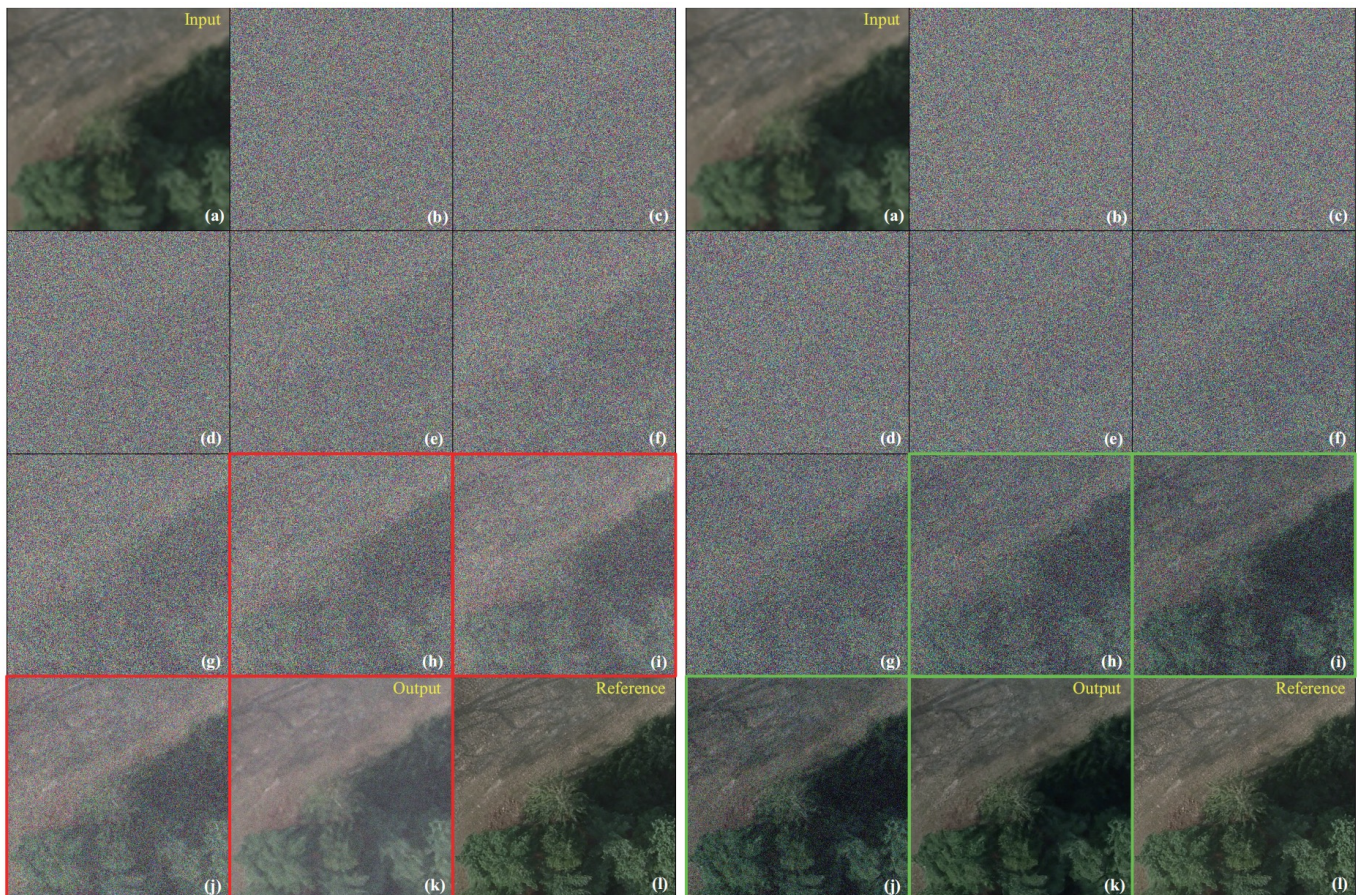 Input
(a)
(b)
(c)
(d)
(e)
(f)
(g)
(h)
(i)
Output
Reference
(j)
(k)
(l)
Input
(a)
(b)
(c)
(d)
(e)
(f)
(g)
(h)
(i)
Output
Reference
(j)
(k)
(l)